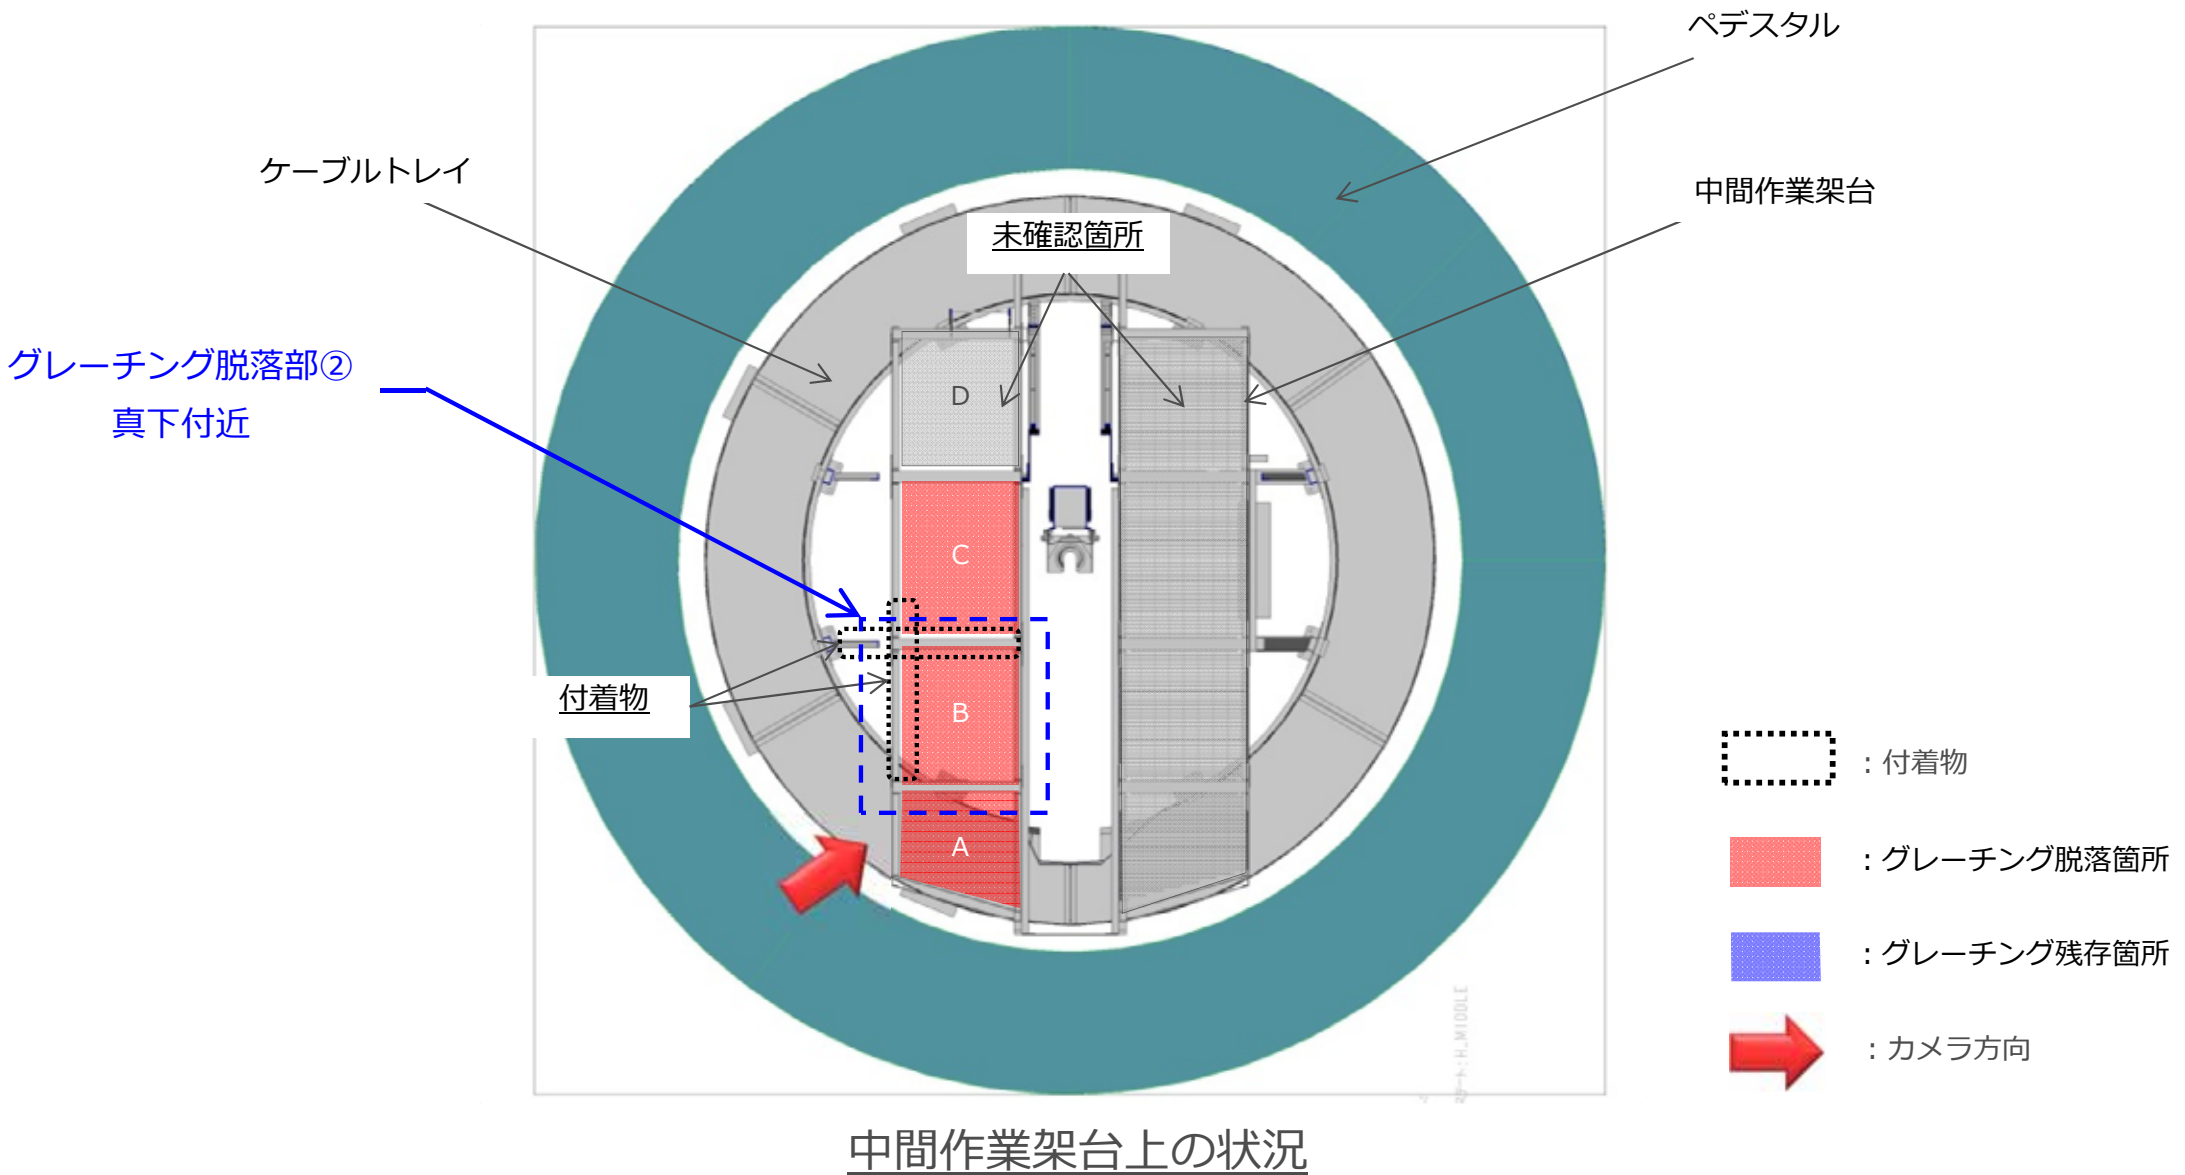 ペデスタル
ケーブルトレイ
中間作業架台
未確認箇所
グレーチング脱落部②
真下付近
D
C
B
A
付着物
：付着物
：グレーチング脱落箇所
：グレーチング残存箇所
：カメラ方向
中間作業架台上の状況